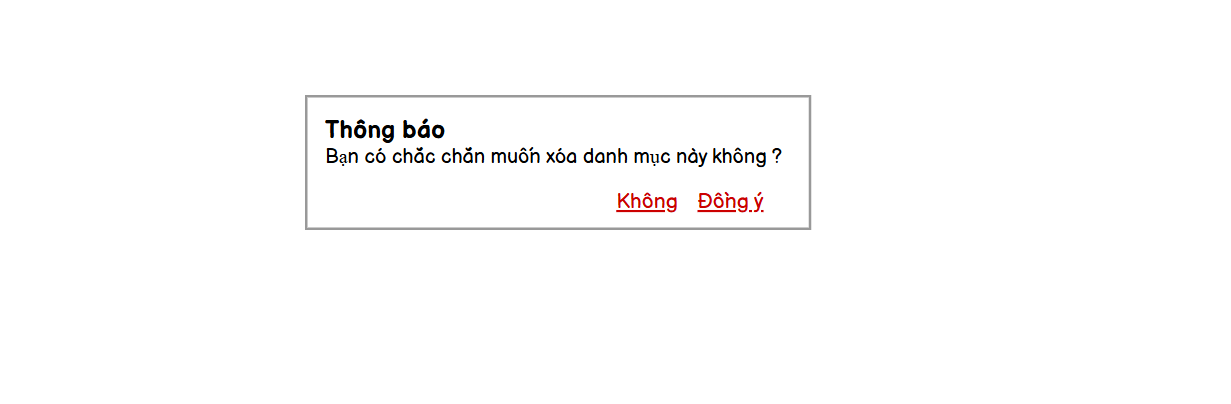 Thông báo
Bạn có chắc chắn muốn xóa danh mục này không ?
Không Đồng ý